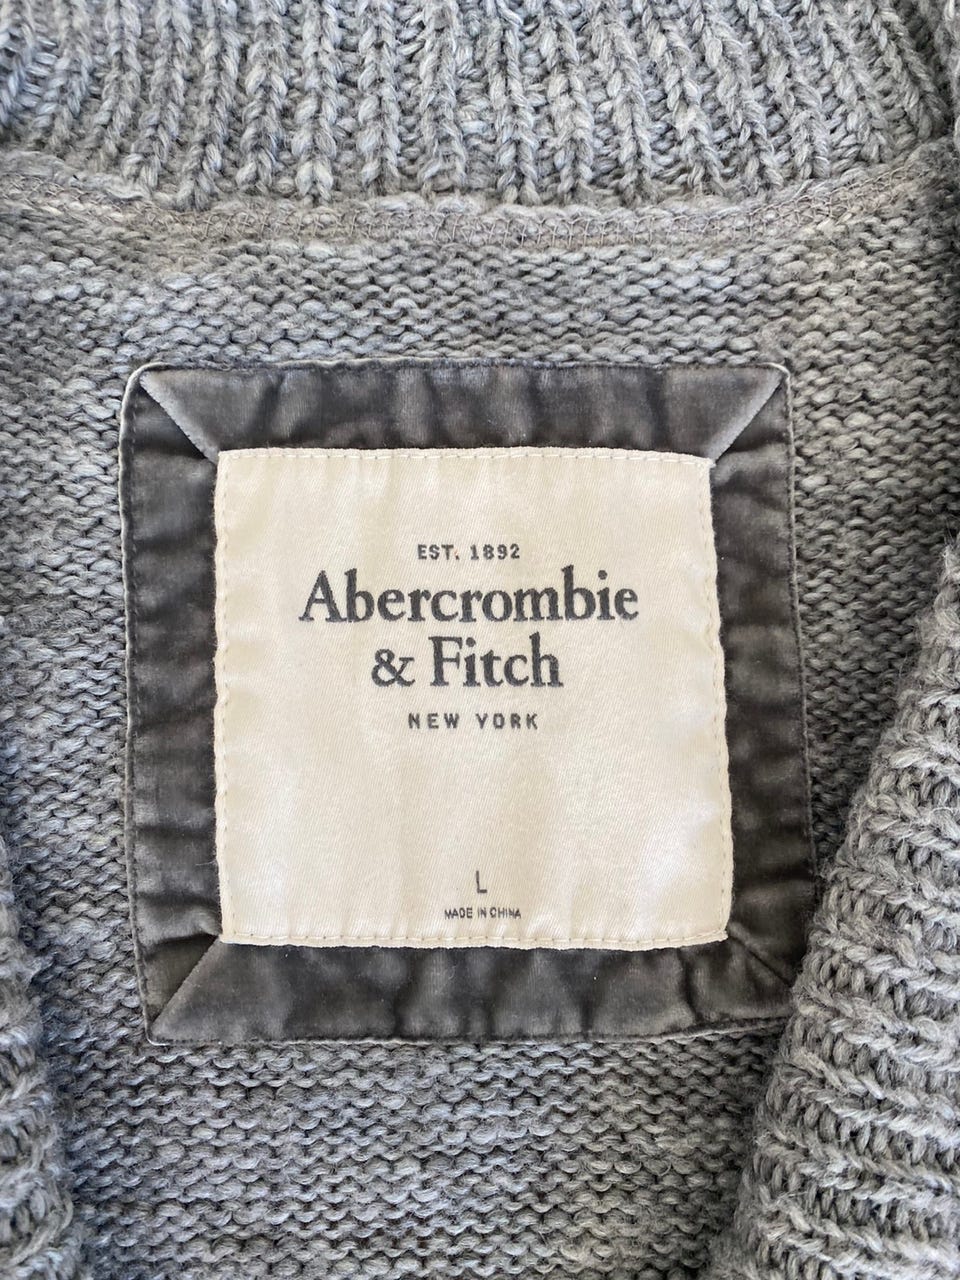 EST. 1892
Abercrombie
& Fitch
NEW YORK
L
MADE IN CHINA